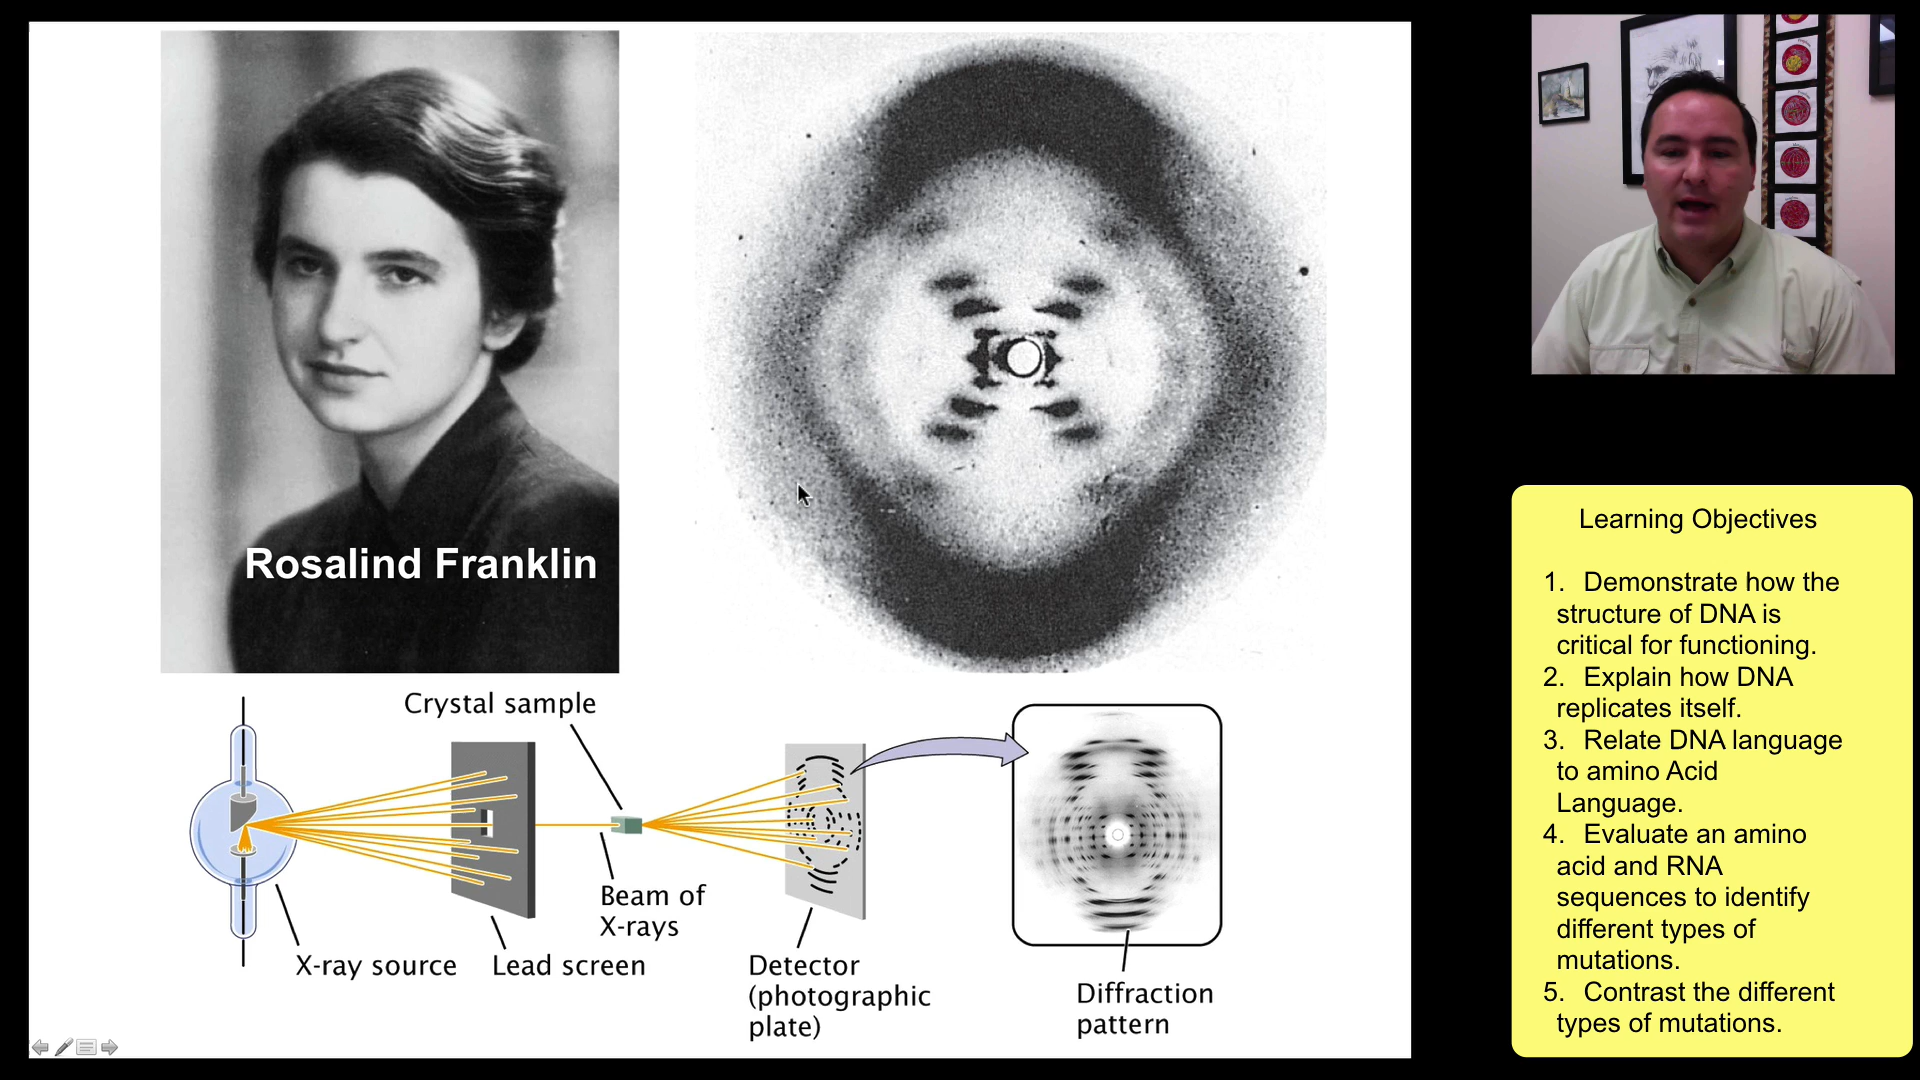 Rosalind Franklin
Crystal sample
Beam of
X-rays
X-ray source
Lead screen
Detector
(photographic
plate)
Diffraction
pattern
Learning Objectives
1. Demonstrate how the
structure of DNA is
critical for functioning.
2. Explain how DNA
replicates itself.
3. Relate DNA language
to amino Acid
Language.
4. Evaluate an amino
acid and RNA
sequences to identify
different types of
mutations.
5. Contrast the different
types of mutations.